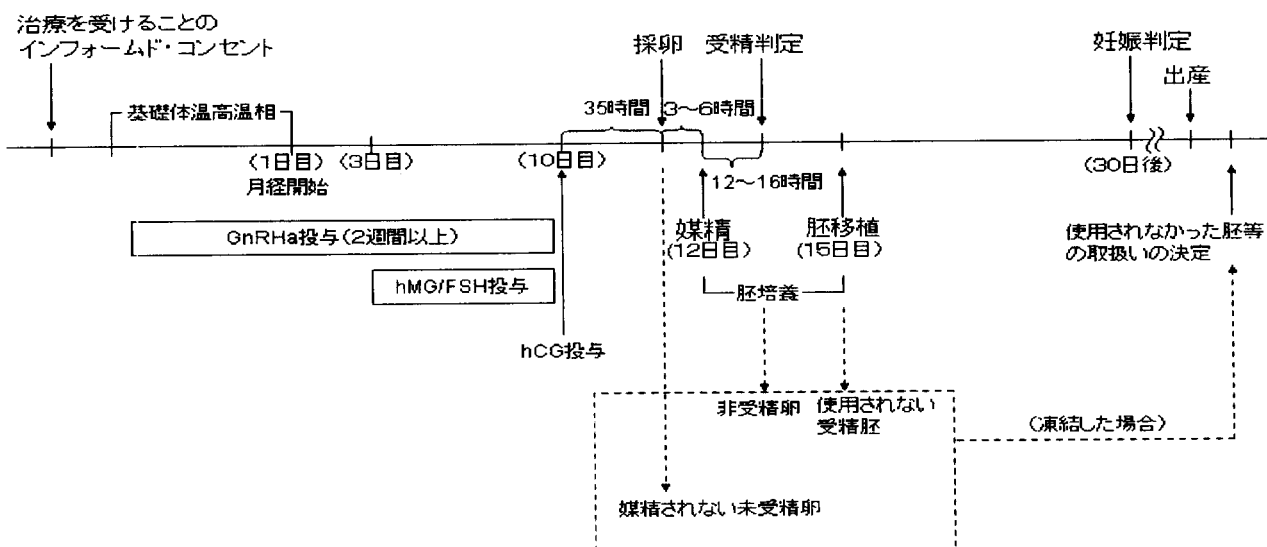 治療を受けることの
インフォームド・コンセント
採卵
受精判定
妊娠判定
出産
基礎体温高温相
35時間
3～6時間
(1日目)
月経開始
(3日目)
(10日目)
12～16時間
(30日後)
GnRHa投与(2週間以上)
媒精
(12日目)
胚移植
(15日目)
使用されなかった胚等
の取扱いの決定
hMG/FSH投与
胚培養
hCG投与
非受精卵
使用されない
受精胚
(凍結した場合)
媒精されない未受精卵